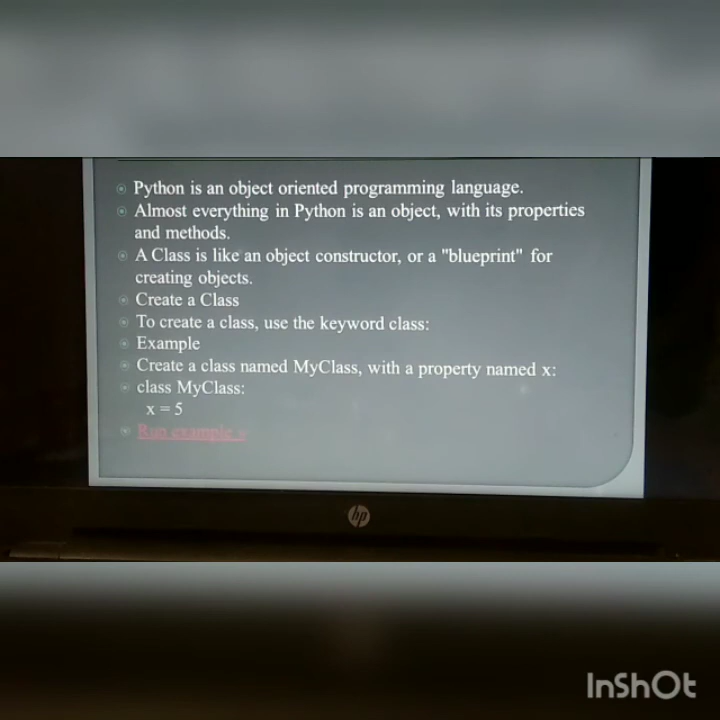 Python is an object oriented programming language.
Almost everything in Python is an object, with its properties
and methods.
A Class is like an object constructor, or a "blueprint" for
creating objects.
Create a Class
To create a class, use the keyword class:
Example
Create a class named MyClass, with a property named x:
class MyClass:
x = 5
Run example »
hp
InShOt